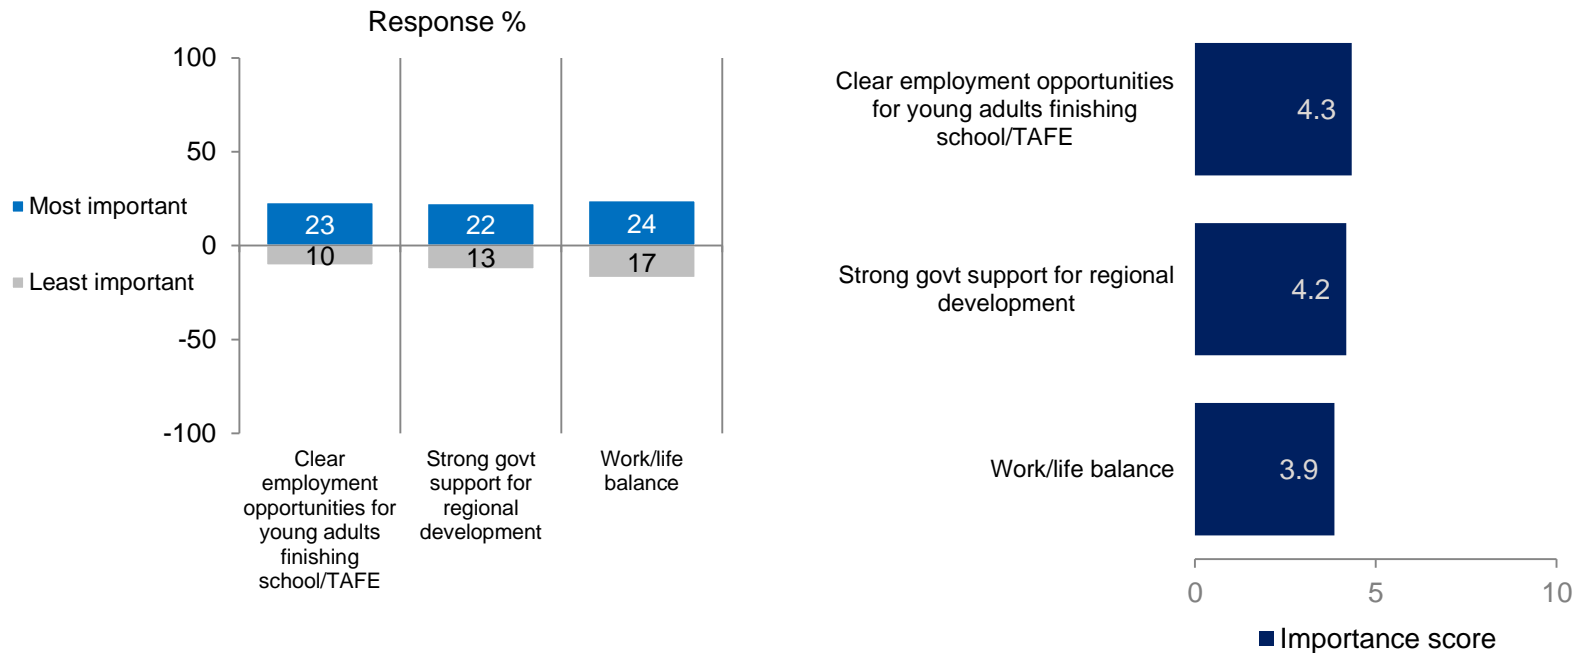 Response %
100
50
0
-50
-100
Most important
Least important
23
22
24
10
13
17
Clear
employment
opportunities for
young adults
finishing
school/TAFE
Strong govt
support for
regional
development
Work/life
balance
Clear employment opportunities
for young adults finishing
school/TAFE
4.3
Strong govt support for regional
development
4.2
Work/life balance
3.9
0
5
10
Importance score